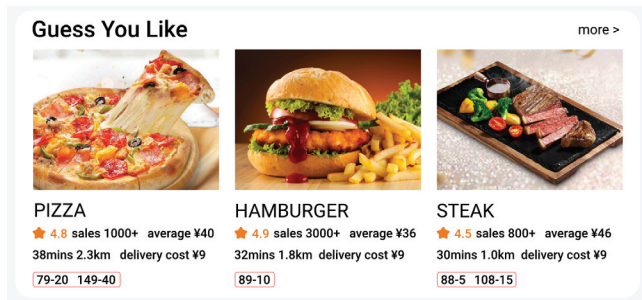 Guess You Like
more >
PIZZA
4.8 sales 1000+ average ¥40
38mins 2.3km delivery cost ¥9
79-20 149-40
HAMBURGER
4.9 sales 3000+ average ¥36
32mins 1.8km delivery cost ¥9
89-10
STEAK
4.5 sales 800+ average ¥46
30mins 1.0km delivery cost ¥9
88-5 108-15